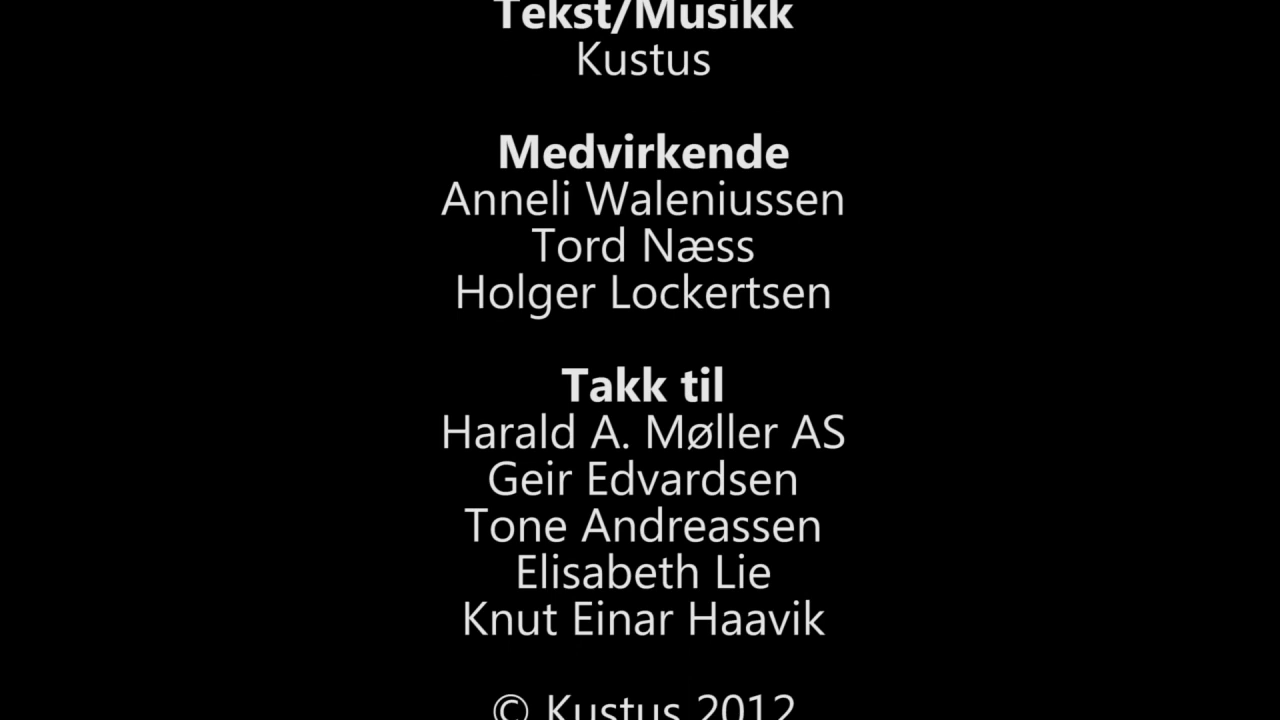 Tekst/Musikk
Kustus
Medvirkende
Anneli Waleniussen
Tord Næss
Holger Lockertsen
Takk til
Harald A. Møller AS
Geir Edvardsen
Tone Andreassen
Elisabeth Lie
Knut Einar Haavik
© Kustus 2012